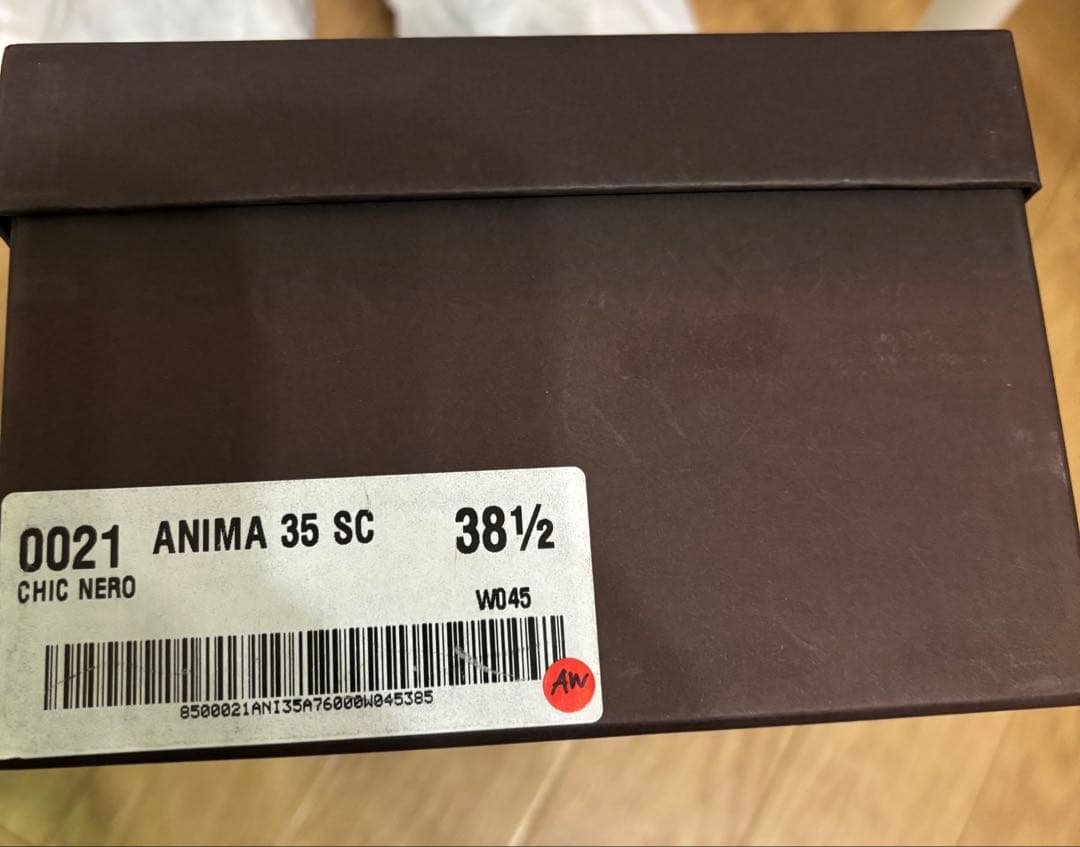 0021 ANIMA 35 SC 38½
CHIC NERO
W045
8500021ANI35A76000W045385
AW